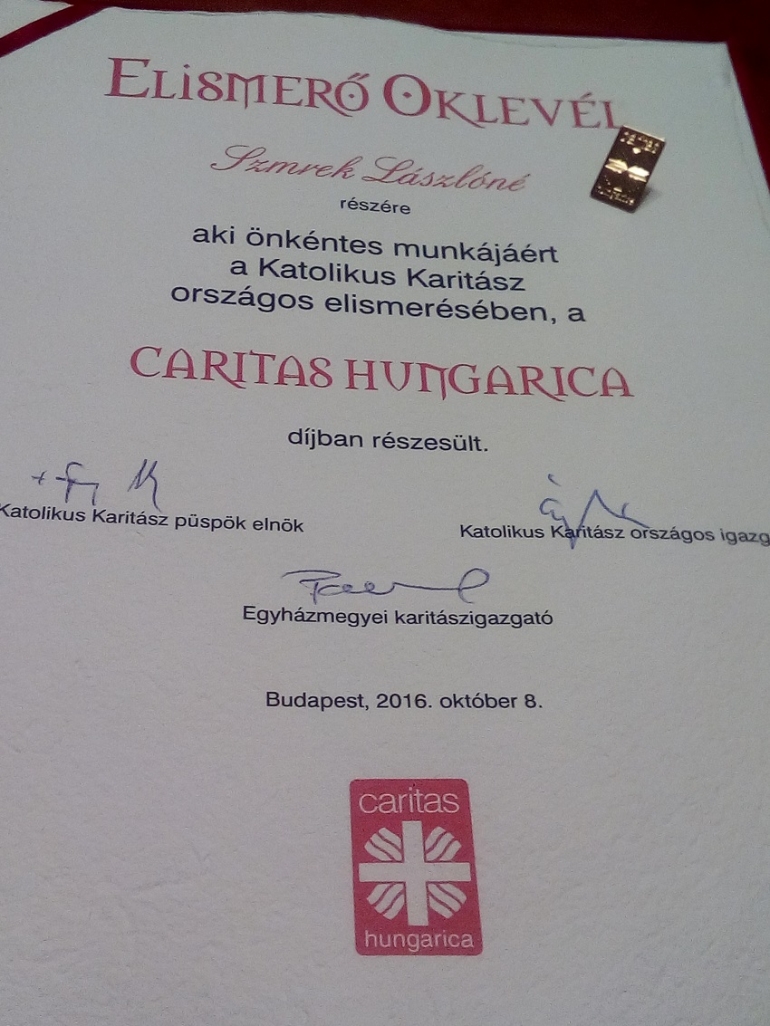 Elismerő Oklevél
Szmrek Lászlóné
részére
aki önkéntes munkájáért
a Katolikus Karitász
országos elismerésében, a
CARITAS HUNGARICA
díjban részesült.
Katolikus Karitász püspök elnök
Katolikus Karitász országos igazg
Egyházmegyei karitászigazgató
Budapest, 2016. október 8.
caritas
hungarica